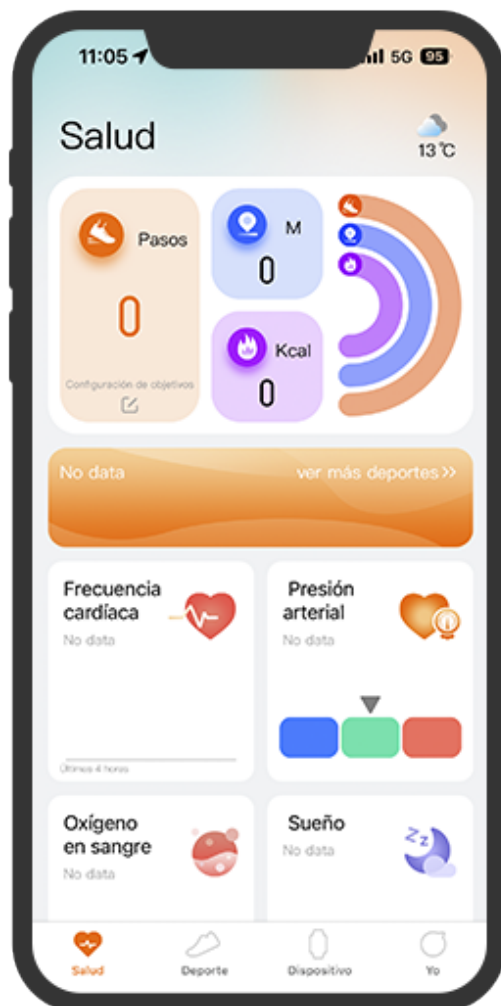 11:05
5G 95
Salud
13°C
Pasos
0
Configuración de objetivos
M
0
Kcal
0
No data
ver más deportes>>
Frecuencia
cardíaca
No data
Últimas 4 horas
Presión
arterial
No data
Oxígeno
en sangre
No data
Sueño
Zz
No data
Salud
Deporte
Dispositivo
Yo